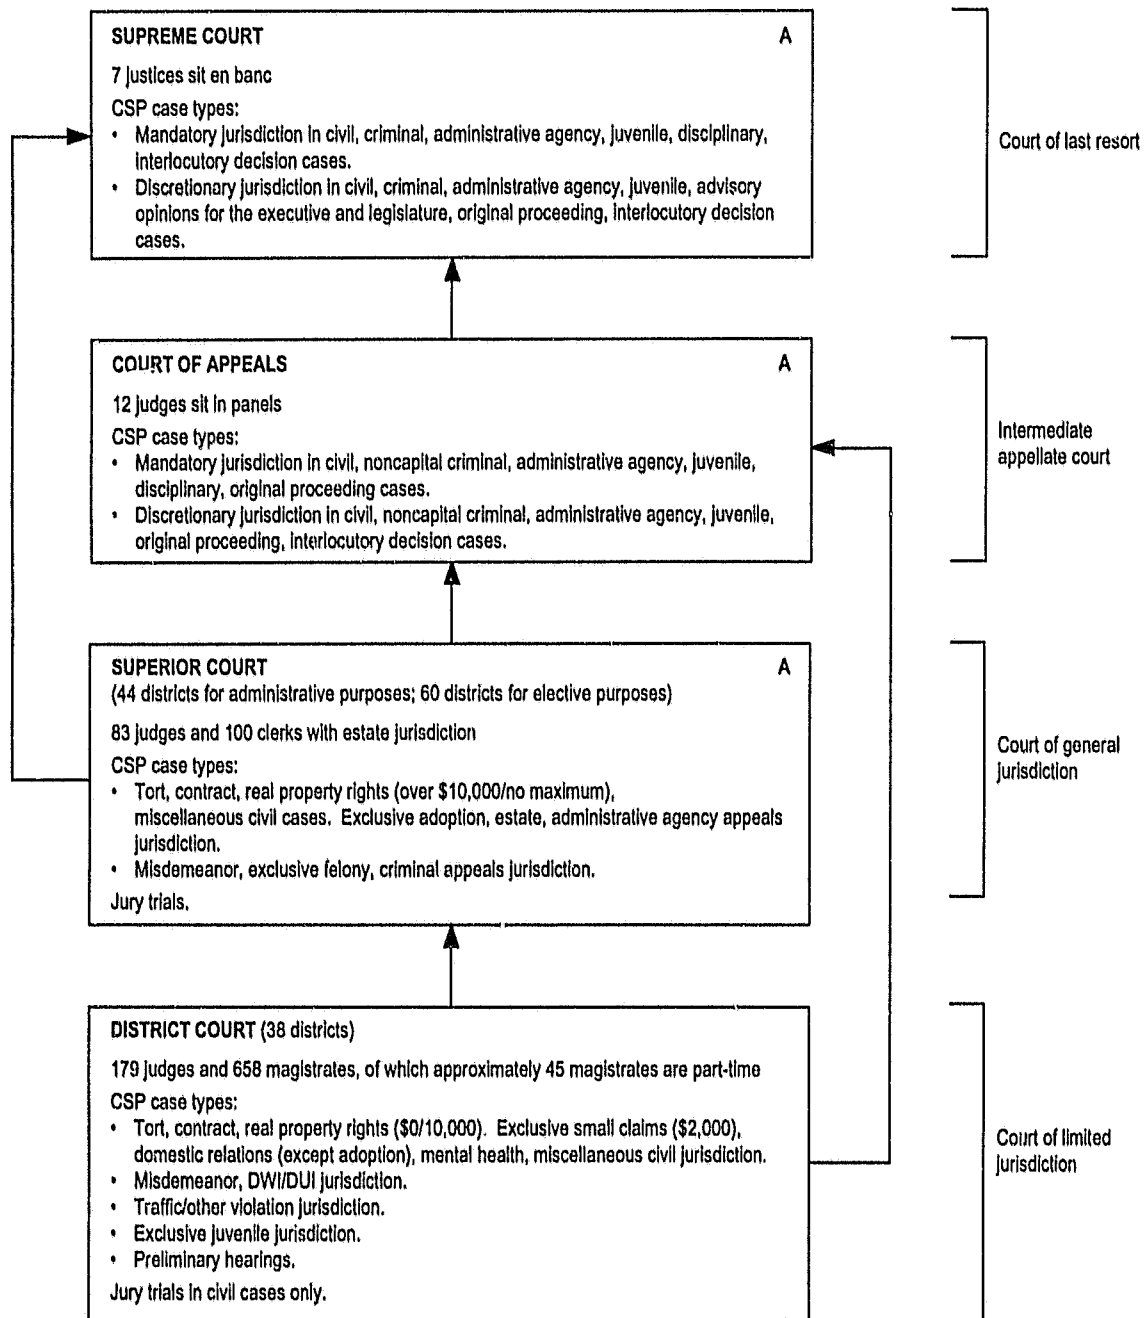 SUPREME COURT A
7 justices sit en banc
CSP case types:
• Mandatory jurisdiction in civil, criminal, administrative agency, juvenile, disciplinary,
interlocutory decision cases.
• Discretionary jurisdiction in civil, criminal, administrative agency, juvenile, advisory
opinions for the executive and legislature, original proceeding, interlocutory decision
cases.
Court of last resort
COURT OF APPEALS A
12 judges sit in panels
CSP case types:
• Mandatory jurisdiction in civil, noncapital criminal, administrative agency, juvenile,
disciplinary, original proceeding cases.
• Discretionary jurisdiction in civil, noncapital criminal, administrative agency, juvenile,
original proceeding, interlocutory decision cases.
Intermediate
appellate court
SUPERIOR COURT A
(44 districts for administrative purposes; 60 districts for elective purposes)
83 judges and 100 clerks with estate jurisdiction
CSP case types:
• Tort, contract, real property rights (over $10,000/no maximum),
miscellaneous civil cases. Exclusive adoption, estate, administrative agency appeals
jurisdiction.
• Misdemeanor, exclusive felony, criminal appeals jurisdiction.
Jury trials.
Court of general
jurisdiction
DISTRICT COURT (38 districts)
179 judges and 658 magistrates, of which approximately 45 magistrates are part-time
CSP case types:
• Tort, contract, real property rights ($0/10,000). Exclusive small claims ($2,000),
domestic relations (except adoption), mental health, miscellaneous civil jurisdiction.
• Misdemeanor, DWI/DUI jurisdiction.
• Traffic/other violation jurisdiction.
• Exclusive juvenile jurisdiction.
• Preliminary hearings.
Jury trials in civil cases only.
Court of limited
jurisdiction